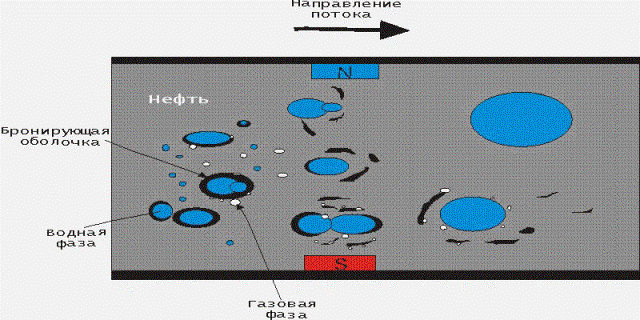 Направление
потока
N
Нефть
Бронирующая
оболочка
водная
фаза
S
Газовая
фаза